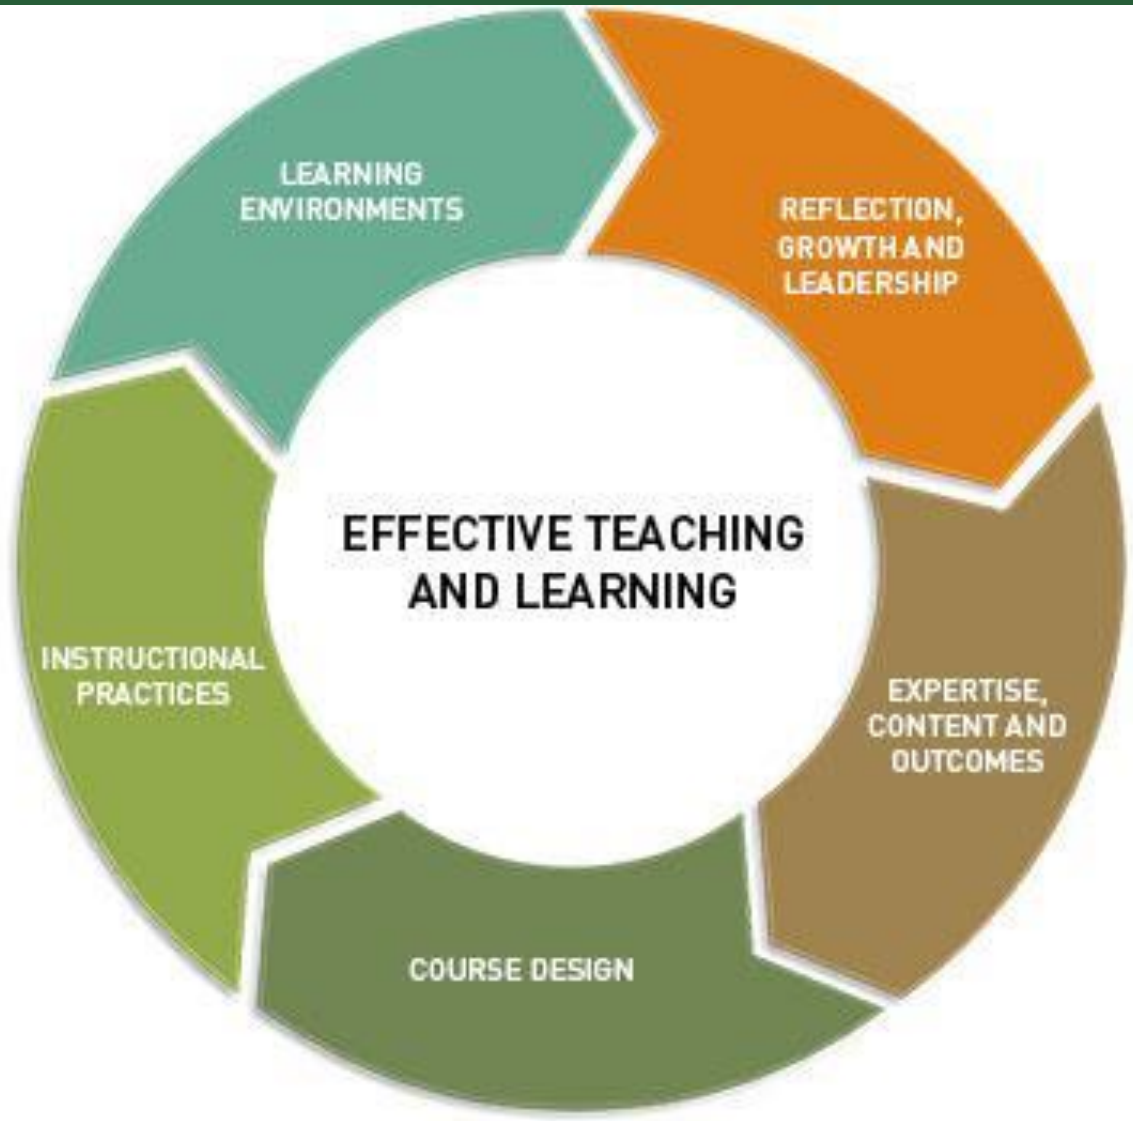 LEARNING
ENVIRONMENTS
REFLECTION,
GROWTH AND
LEADERSHIP
EFFECTIVE TEACHING
AND LEARNING
INSTRUCTIONAL
PRACTICES
EXPERTISE,
CONTENT AND
OUTCOMES
COURSE DESIGN